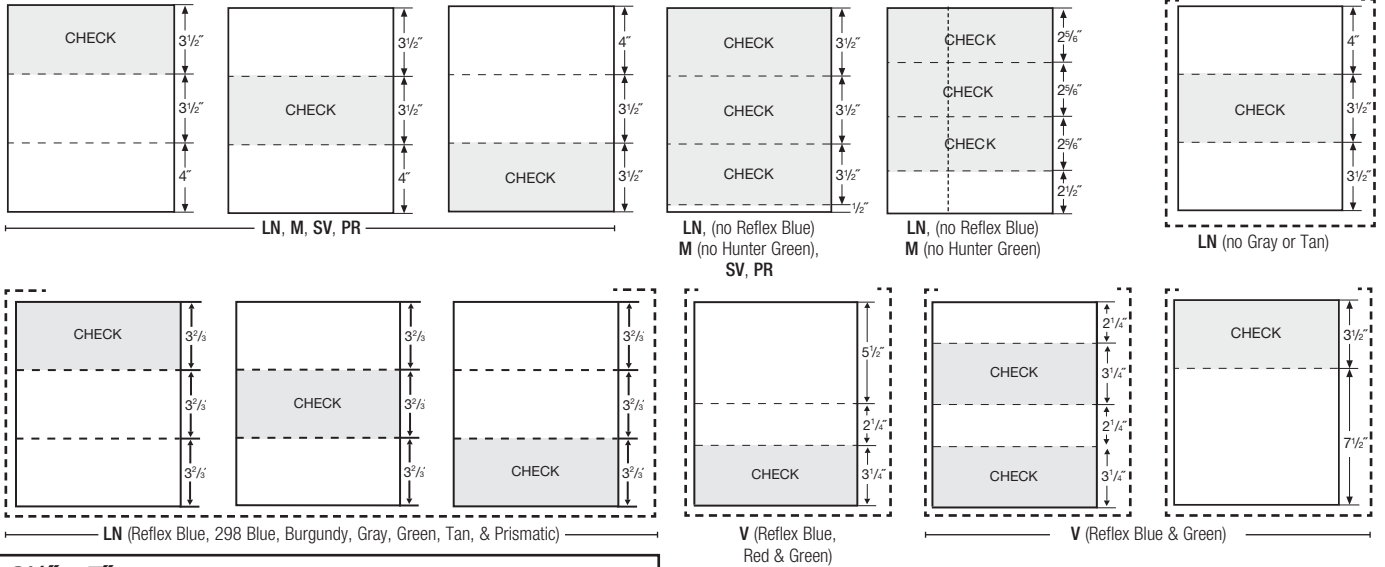 CHECK
3½″
3½″
4″
3½″
CHECK
3½″
4″
4″
3½″
CHECK
3½″
LN, M, SV, PR
CHECK
3½″
CHECK
3½″
CHECK
3½″
½″
LN, (no Reflex Blue)
M (no Hunter Green),
SV, PR
CHECK
2⅚″
CHECK
2⅚″
CHECK
2⅚″
2½″
LN, (no Reflex Blue)
M (no Hunter Green)
4″
CHECK
3½″
3½″
LN (no Gray or Tan)
CHECK
3²/₃
3²/₃
3²/₃
3²/₃
CHECK
3²/₃
3²/₃
3²/₃
3²/₃
CHECK
3²/₃
LN (Reflex Blue, 298 Blue, Burgundy, Gray, Green, Tan, & Prismatic)
5½″
2¼″
CHECK
3¼″
V (Reflex Blue,
Red & Green)
2¼″
CHECK
3¼″
2¼″
CHECK
3¼″
CHECK
3½″
7½″
V (Reflex Blue & Green)